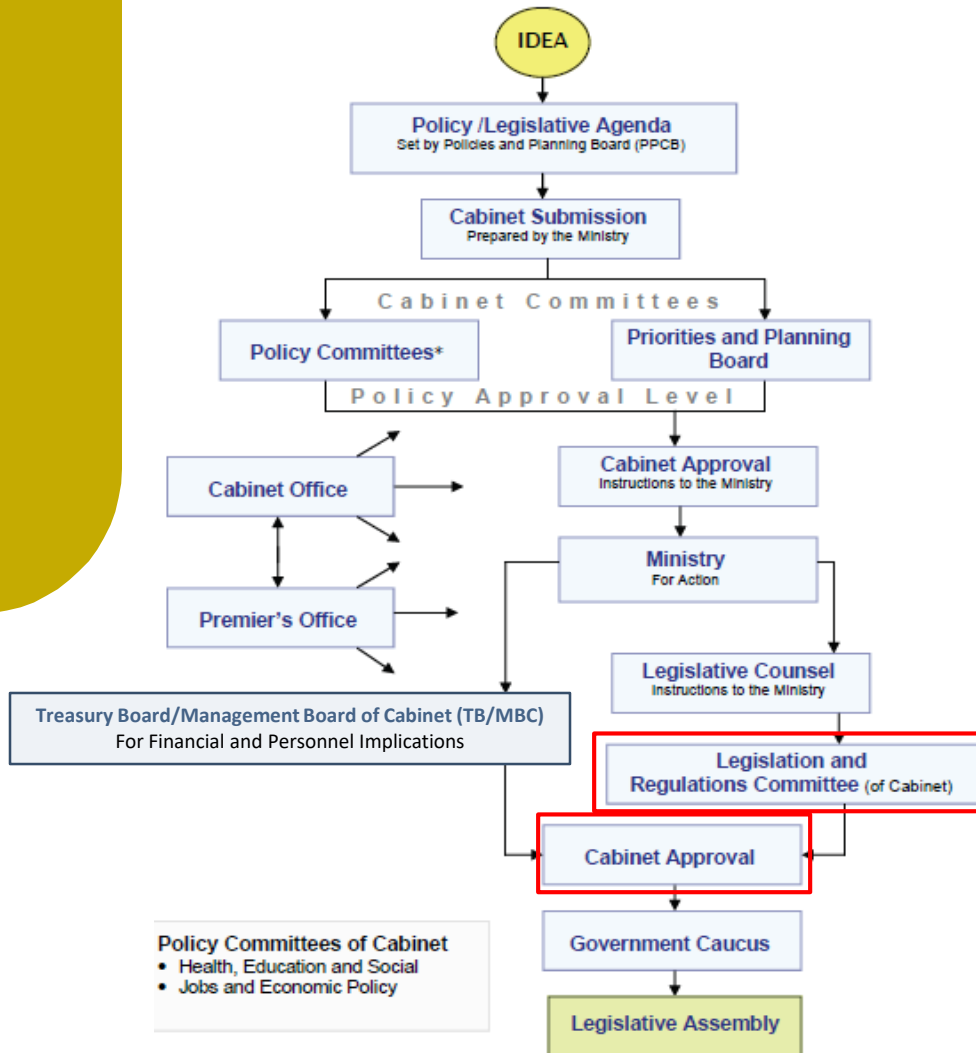 IDEA
Policy /Legislative Agenda
Set by Policies and Planning Board (PPCB)
Cabinet Submission
Prepared by the Ministry
Cabinet Committees
Policy Committees*
Priorities and Planning
Board
Policy Approval Level
Cabinet Office
Cabinet Approval
Instructions to the Ministry
Ministry
For Action
Premier's Office
Legislative Counsel
Instructions to the Ministry
Treasury Board/Management Board of Cabinet (TB/MBC)
For Financial and Personnel Implications
Legislation and
Regulations Committee (of Cabinet)
Cabinet Approval
Policy Committees of Cabinet
• Health, Education and Social
• Jobs and Economic Policy
Government Caucus
Legislative Assembly